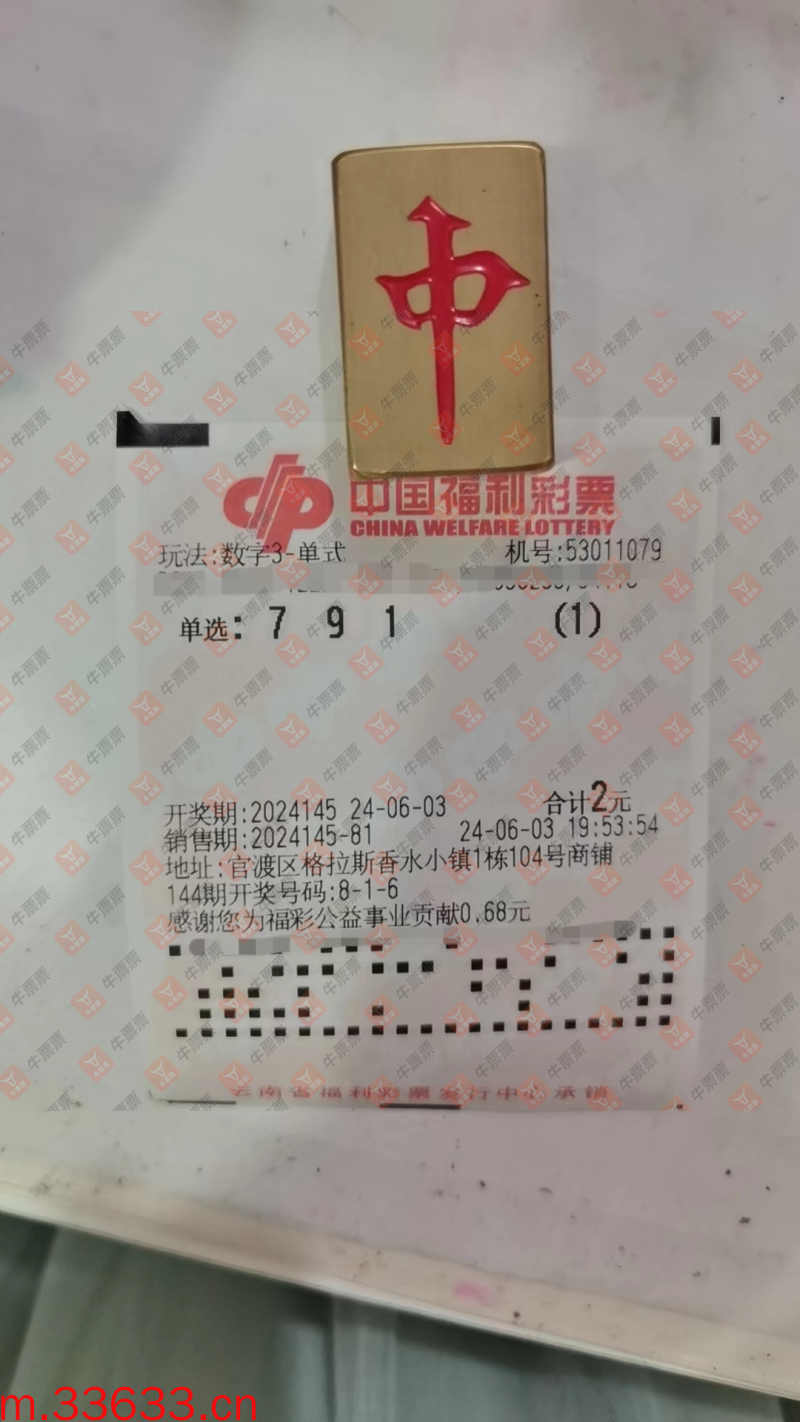 中
中国福利彩票
CHINA WELFARE LOTTERY
玩法:数字3-单式 机号:53011079
单选: 7 9 1 (1)
开奖期:2024145 24-06-03 合计2元
销售期:2024145-81 24-06-03 19:53:54
地址:官渡区格拉斯香水小镇1栋104号商铺
144期开奖号码:8-1-6
感谢您为福彩公益事业贡献0.68元
云南省福利彩票发行中心承销
牛票票
m.33633.cn